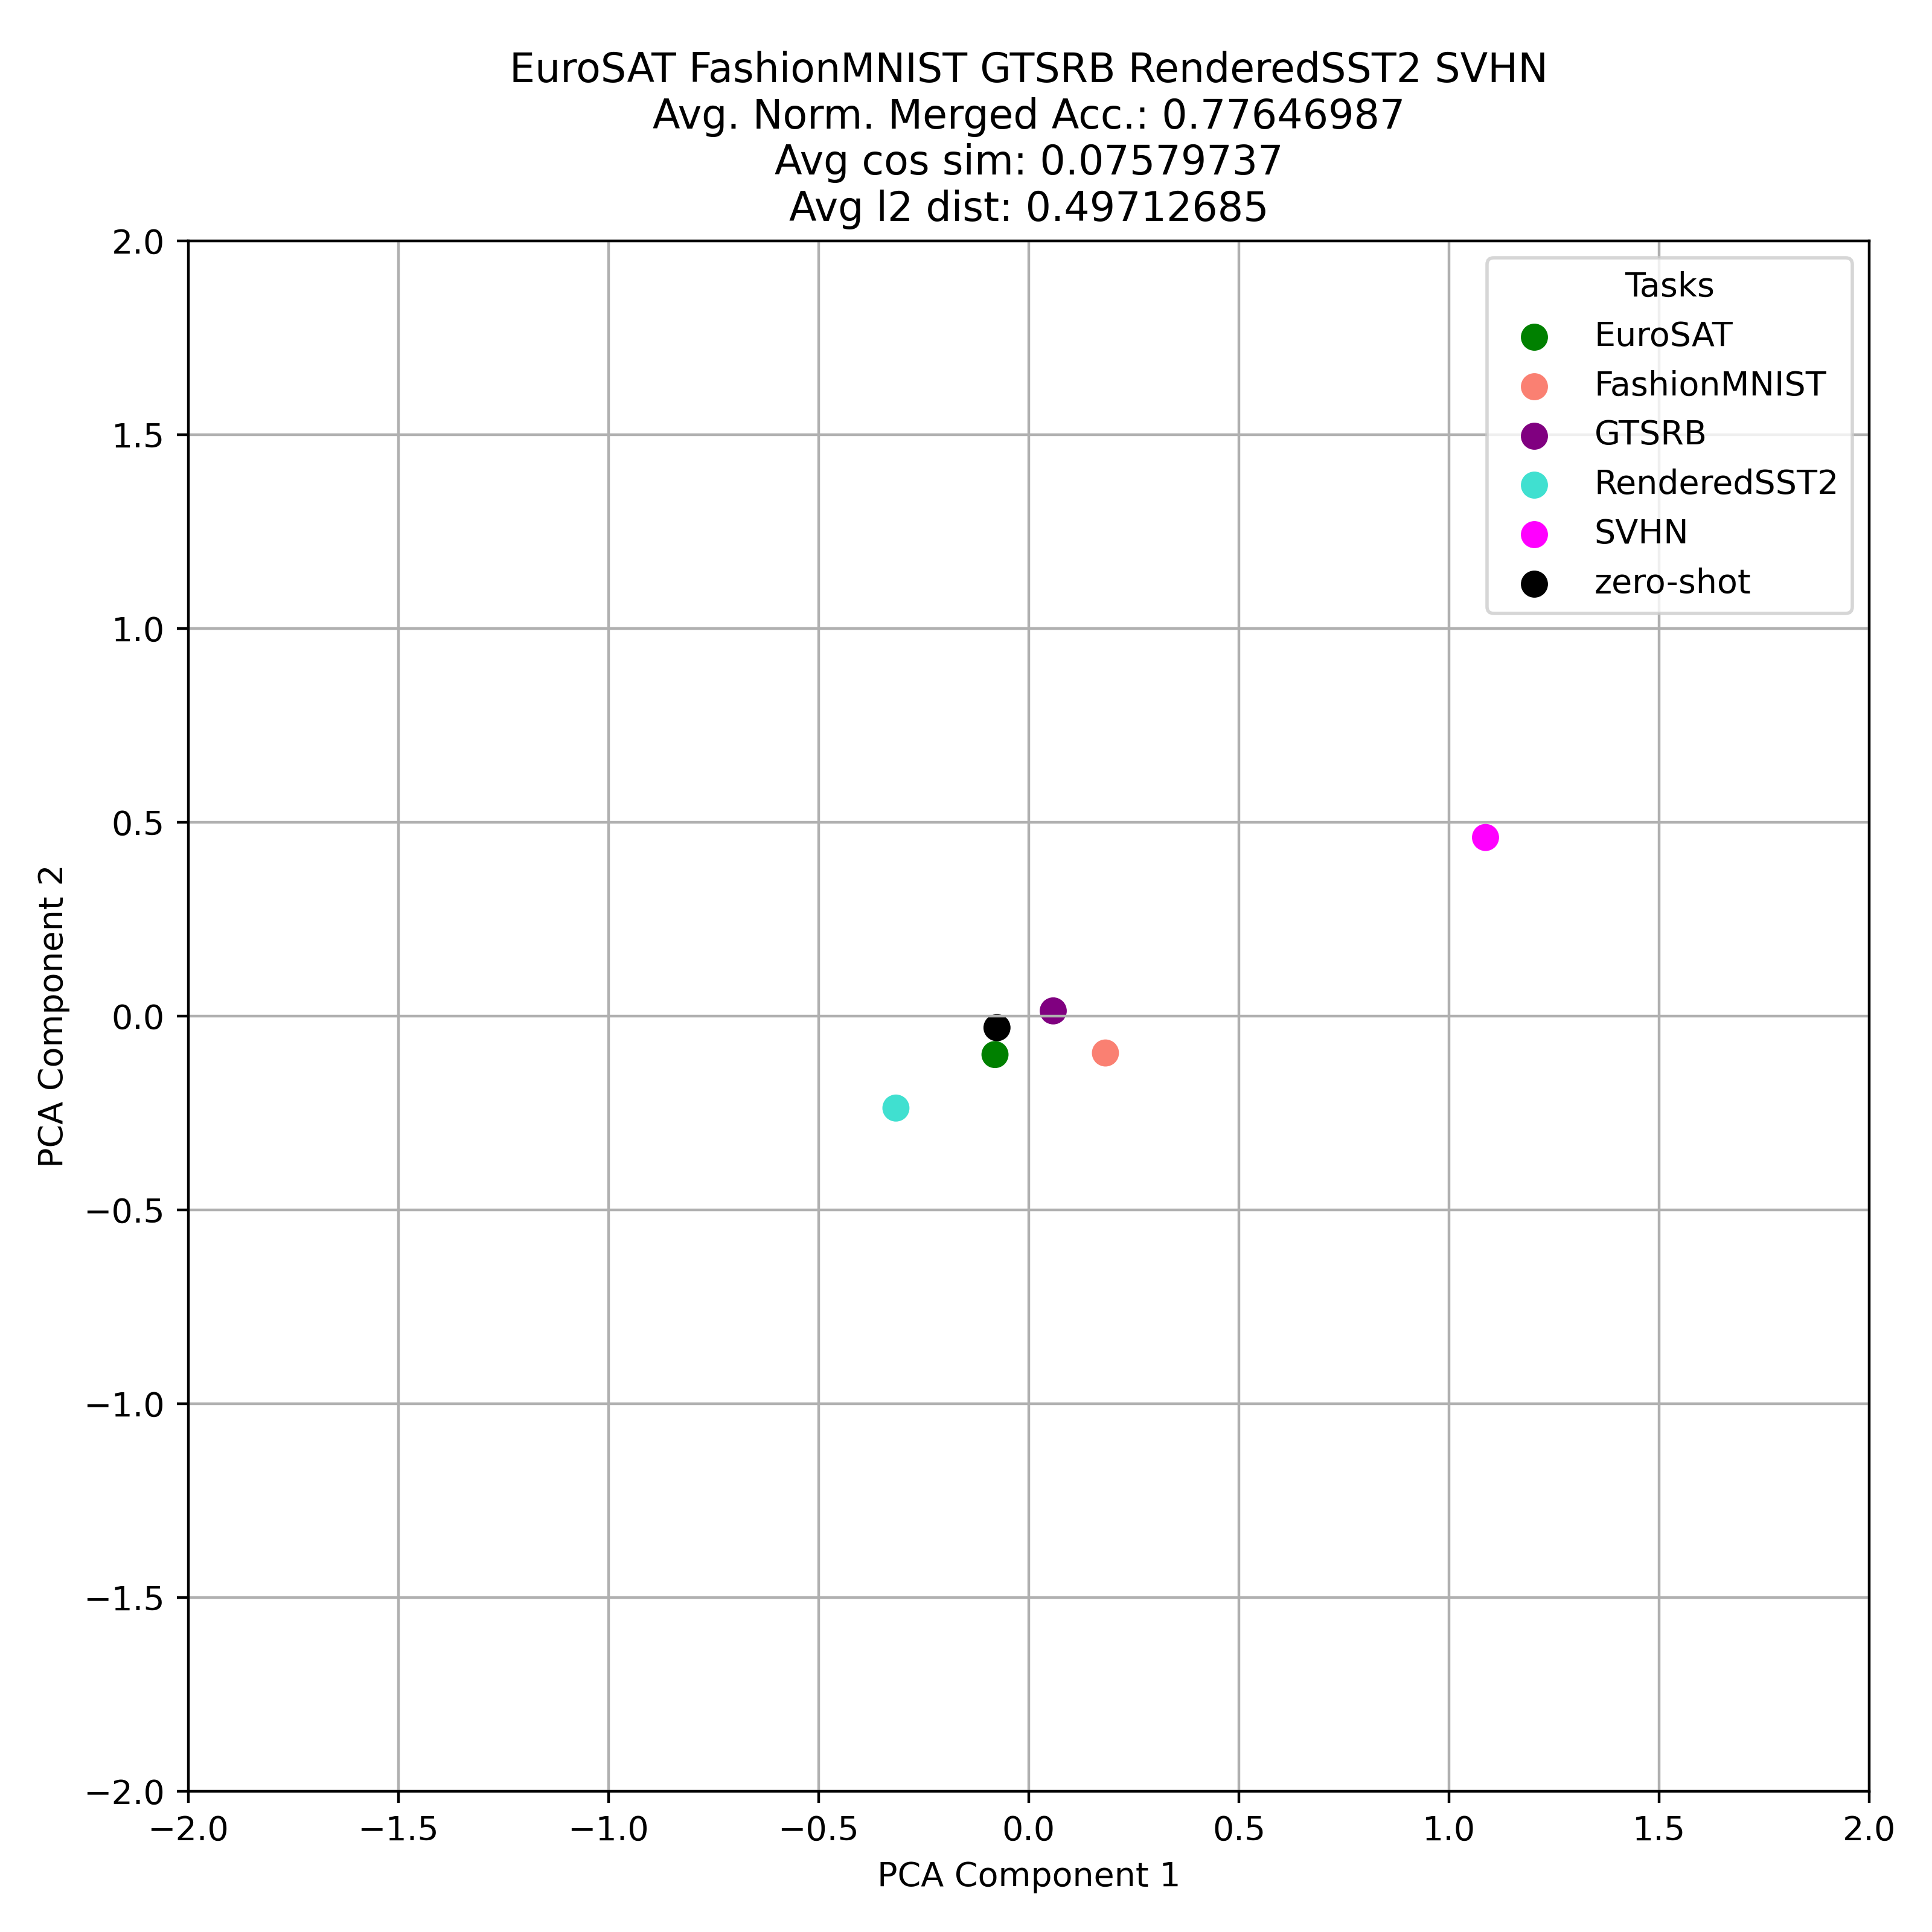 EuroSAT FashionMNIST GTSRB RenderedSST2 SVHN
Avg. Norm. Merged Acc.: 0.77646987
Avg cos sim: 0.07579737
Avg l2 dist: 0.49712685
Tasks
EuroSAT
FashionMNIST
GTSRB
RenderedSST2
SVHN
zero-shot
PCA Component 2
2.0
1.5
1.0
0.5
0.0
−0.5
−1.0
−1.5
−2.0
−2.0 −1.5 −1.0 −0.5 0.0 0.5 1.0 1.5 2.0
PCA Component 1